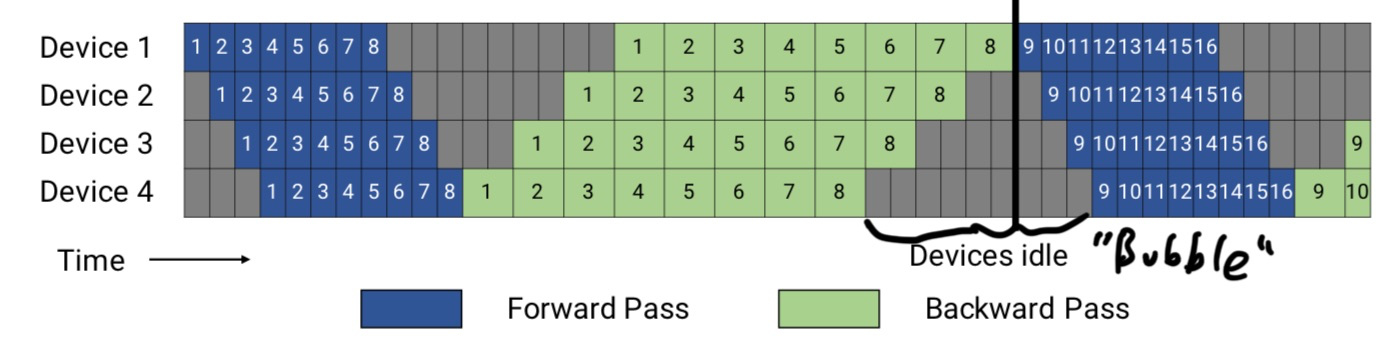 Device 1 1 2 3 4 5 6 7 8 1 2 3 4 5 6 7 8 9 10 11 12 13 14 15 16
Device 2 1 2 3 4 5 6 7 8 1 2 3 4 5 6 7 8 9 10 11 12 13 14 15 16
Device 3 1 2 3 4 5 6 7 8 1 2 3 4 5 6 7 8 9 10 11 12 13 14 15 16 9
Device 4 1 2 3 4 5 6 7 8 1 2 3 4 5 6 7 8 9 10 11 12 13 14 15 16 9 10
Time Devices idle "Bubble"
Forward Pass Backward Pass